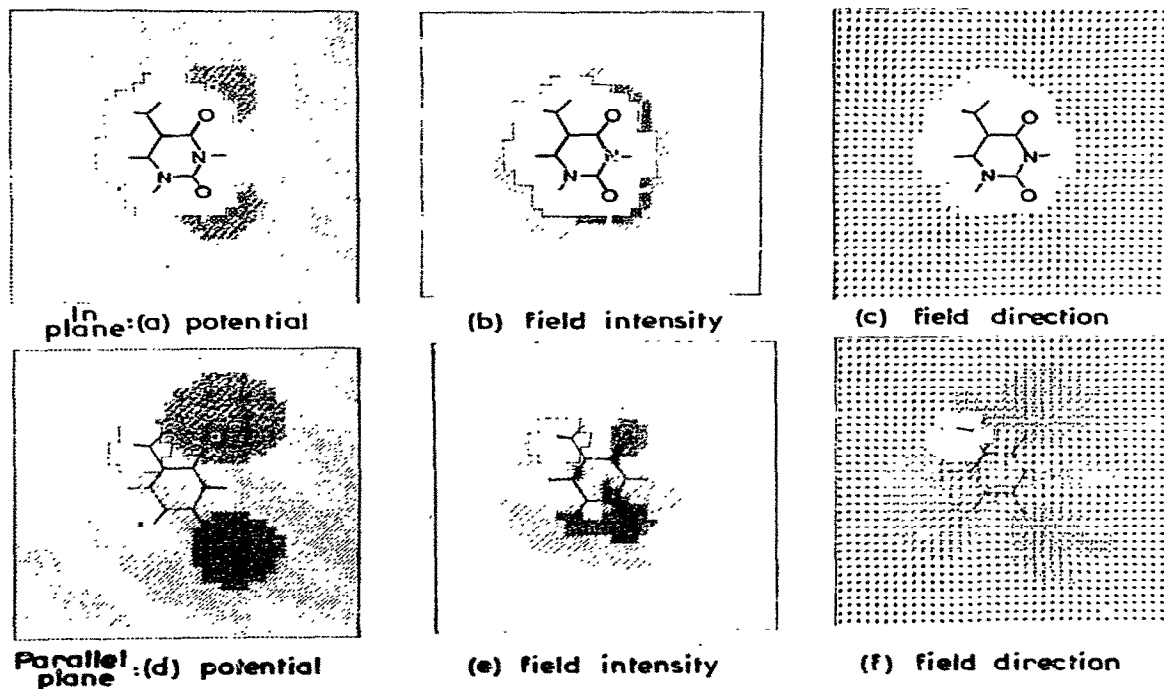 O
N
N
O
O
N
N
O
O
N
N
O
In plane:(a) potential
(b) field intensity
(c) field direction
Parallel plane:(d) potential
(e) field intensity
(f) field direction